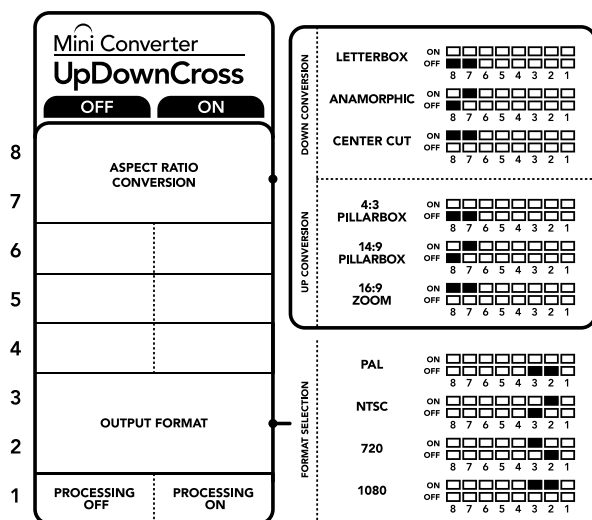 Mini Converter
UpDownCross
OFF ON
8
7
6
5
4
3
2
1
ASPECT RATIO
CONVERSION
OUTPUT FORMAT
PROCESSING
OFF
PROCESSING
ON
DOWN CONVERSION
LETTERBOX
ON
OFF
8 7 6 5 4 3 2 1
ANAMORPHIC
ON
OFF
8 7 6 5 4 3 2 1
CENTER CUT
ON
OFF
8 7 6 5 4 3 2 1
UP CONVERSION
4:3
PILLARBOX
ON
OFF
8 7 6 5 4 3 2 1
14:9
PILLARBOX
ON
OFF
8 7 6 5 4 3 2 1
16:9
ZOOM
ON
OFF
8 7 6 5 4 3 2 1
FORMAT SELECTION
PAL
ON
OFF
8 7 6 5 4 3 2 1
NTSC
ON
OFF
8 7 6 5 4 3 2 1
720
ON
OFF
8 7 6 5 4 3 2 1
1080
ON
OFF
8 7 6 5 4 3 2 1